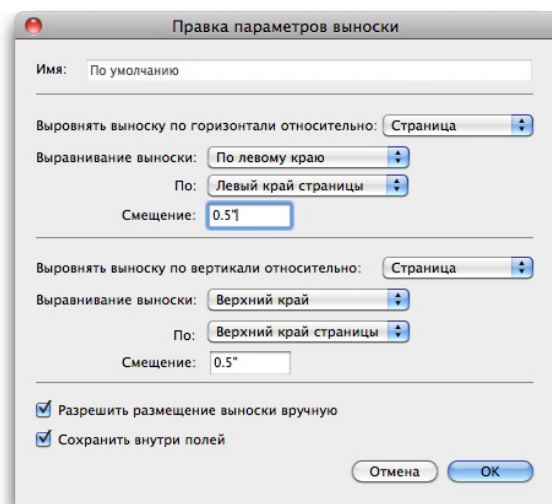 Правка параметров выноски
Имя: По умолчанию
Выровнять выноску по горизонтали относительно: Страница
Выравнивание выноски: По левому краю
По: Левый край страницы
Смещение: 0.5"
Выровнять выноску по вертикали относительно: Страница
Выравнивание выноски: Верхний край
По: Верхний край страницы
Смещение: 0.5"
Разрешить размещение выноски вручную
Сохранить внутри полей
Отмена OK